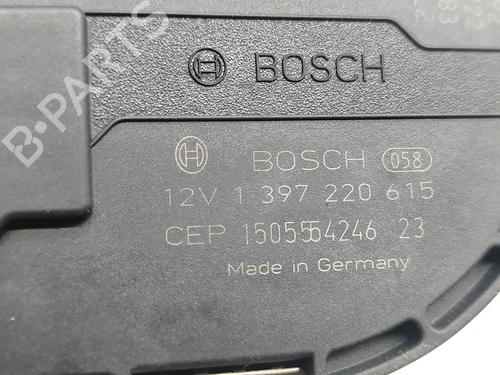 BOSCH
BOSCH 058
12V 1 397 220 615
CEP 1505554246 23
Made in Germany
B-PARTS